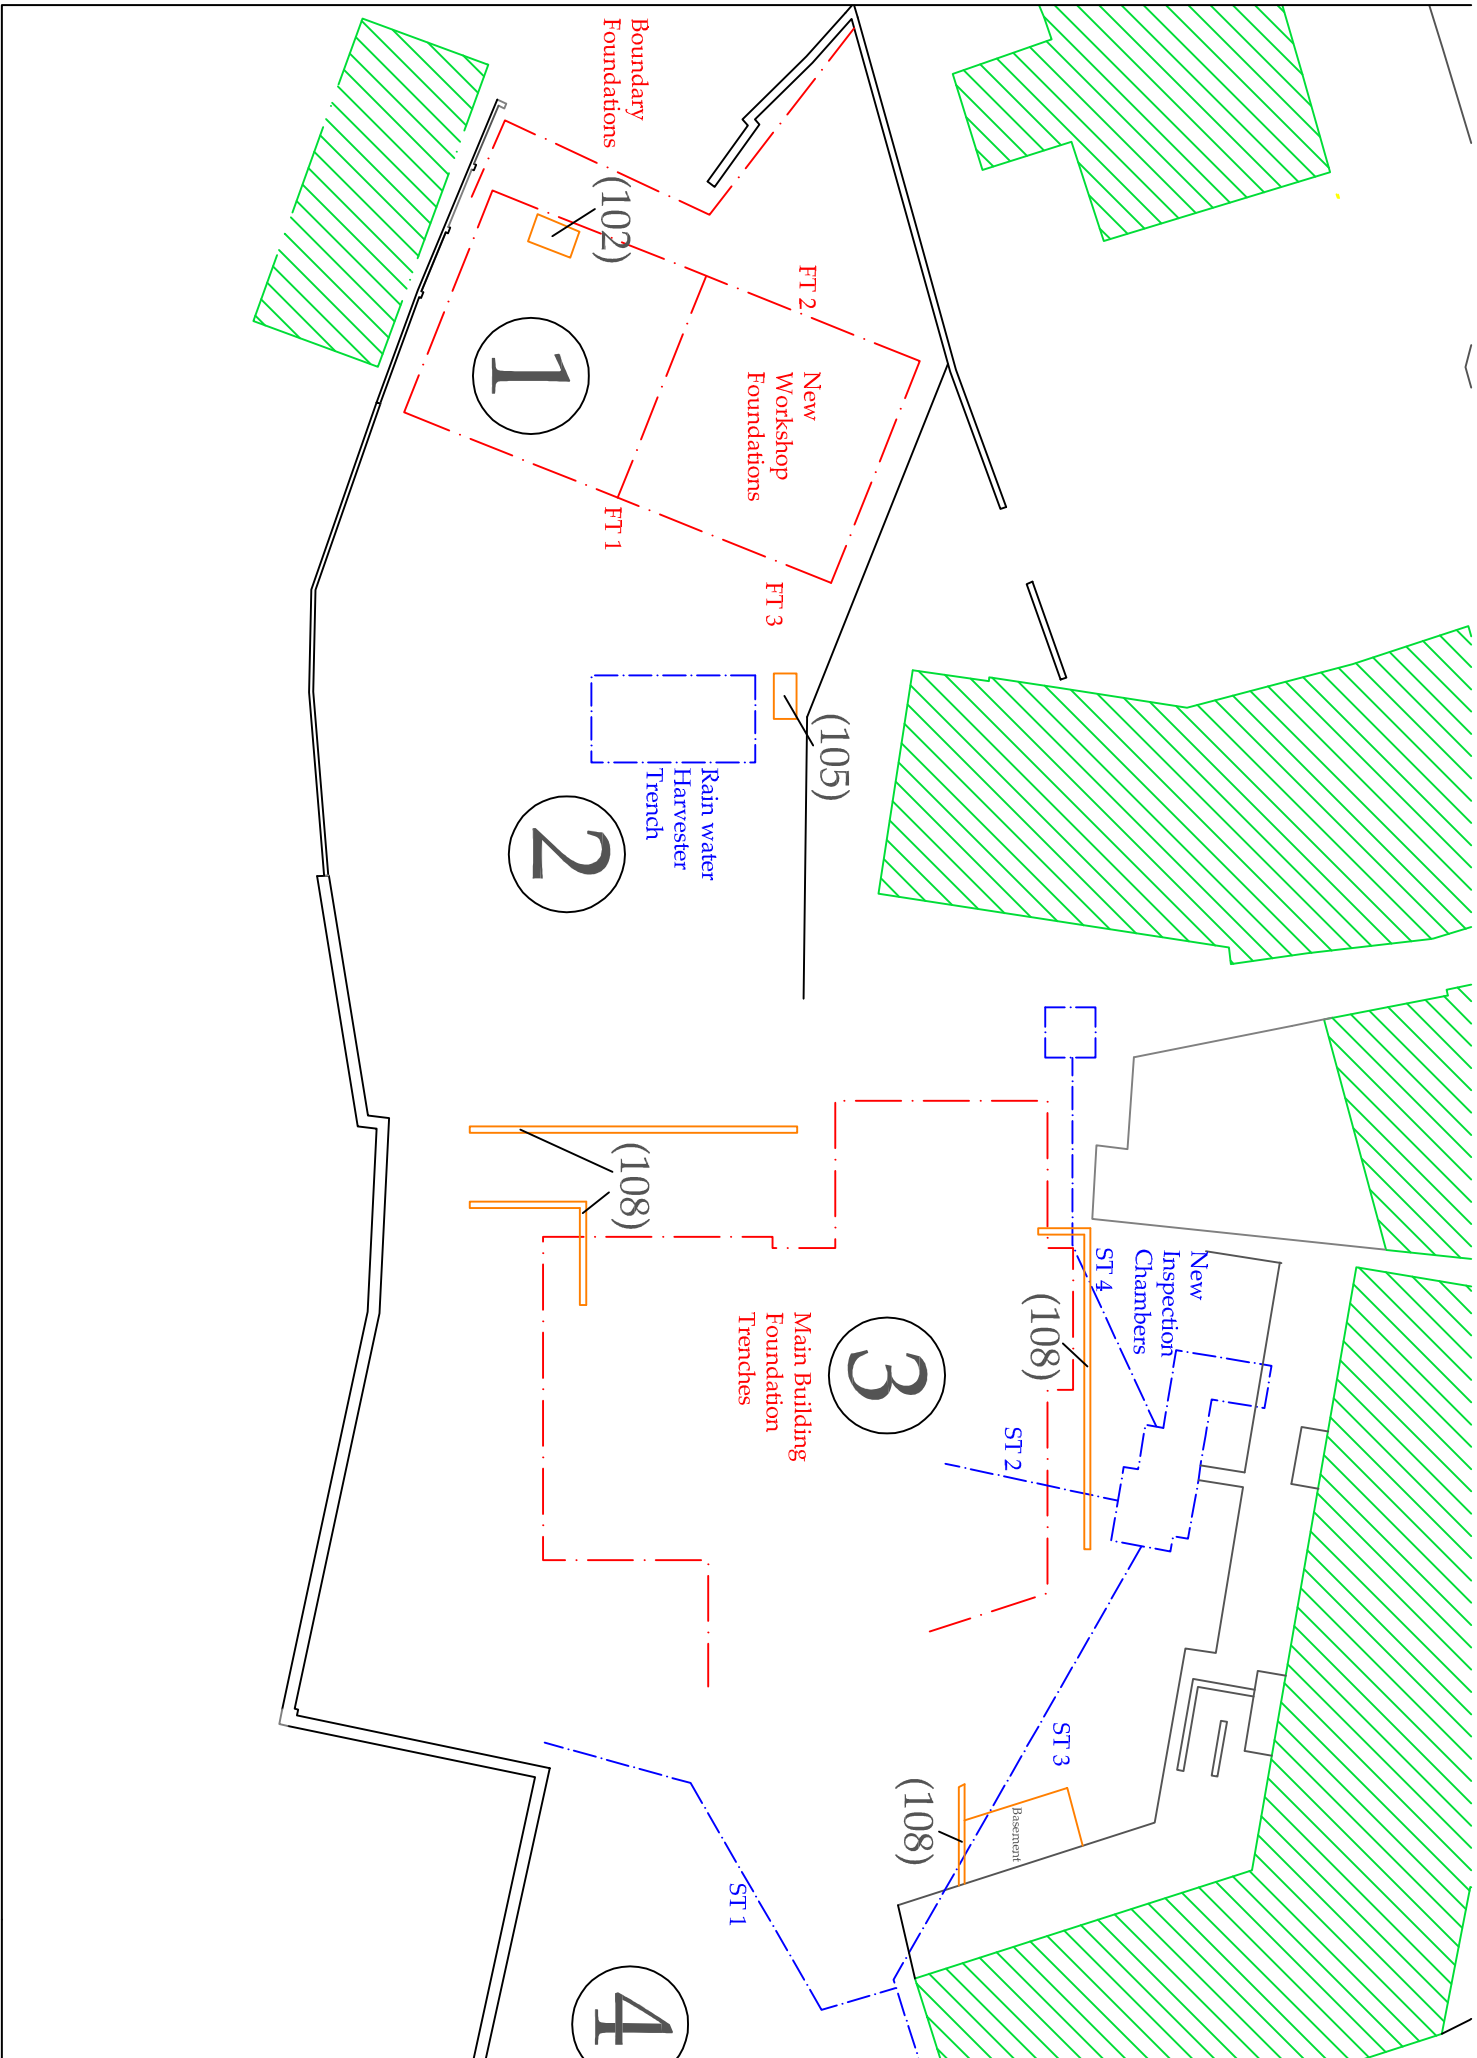 Boundary
Foundations
(102)
FT 2
1
New
Workshop
Foundations
FT 1
FT 3
(105)
Rain water
Harvester
Trench
2
(108)
ST 4
New
Inspection
Chambers
(108)
Main Building
Foundation
Trenches
3
ST 2
ST 3
(108)
Basement
ST 1
4